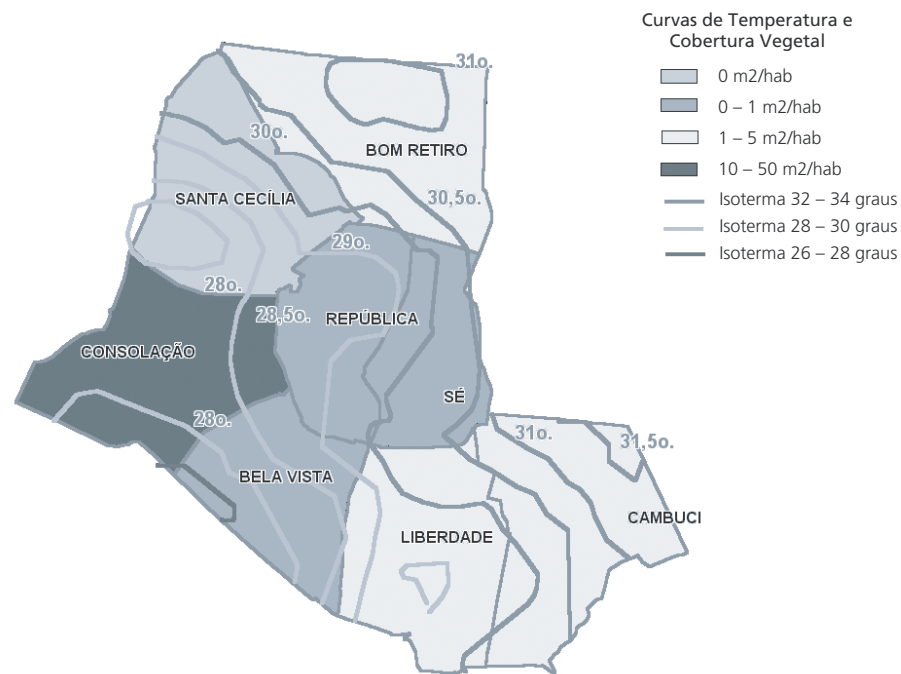 Curvas de Temperatura e
Cobertura Vegetal
0 m2/hab
0 – 1 m2/hab
1 – 5 m2/hab
10 – 50 m2/hab
Isoterma 32 – 34 graus
Isoterma 28 – 30 graus
Isoterma 26 – 28 graus
31o.
30o.
BOM RETIRO
30,5o.
SANTA CECÍLIA
29o.
28o.
28,5o.
REPÚBLICA
CONSOLAÇÃO
SÉ
28o.
31o.
31,5o.
BELA VISTA
CAMBUCI
LIBERDADE